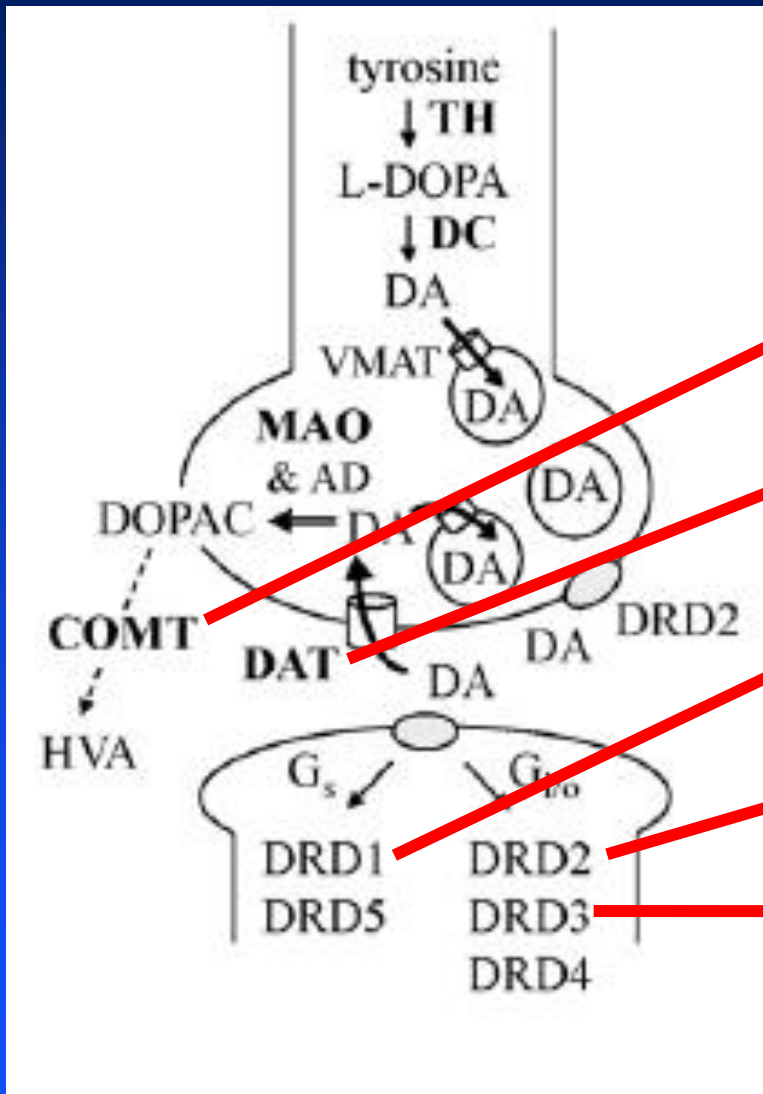 tyrosine
TH
L-DOPA
DC
DA
VMAT
DA
MAO
& AD
DA
DOPAC
DA
DA
COMT
DRD2
DA
DAT
DA
HVA
Gs
Gi/o
DRD1
DRD2
DRD5
DRD3
DRD4